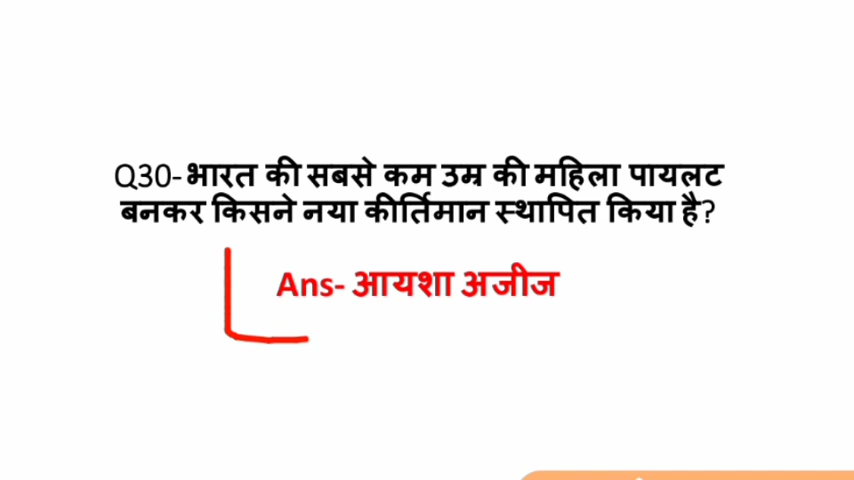 Q30-भारत की सबसे कम उम्र की महिला पायलट
बनकर किसने नया कीर्तिमान स्थापित किया है?
Ans- आयशा अजीज